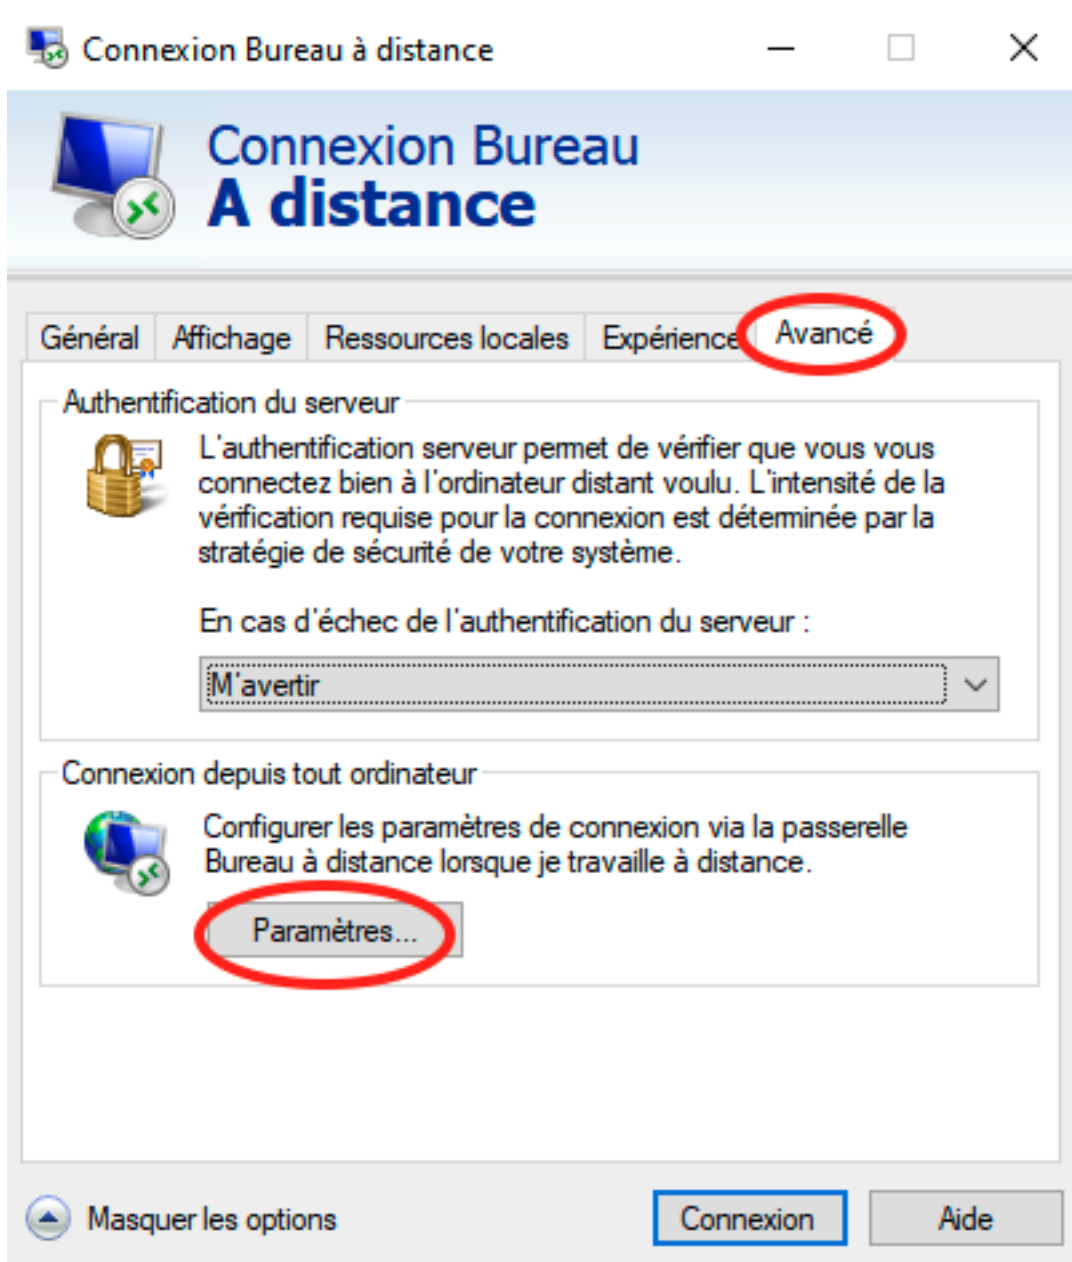 Connexion Bureau à distance
Connexion Bureau
A distance
Général Affichage Ressources locales Expérience Avancé
Authentification du serveur
L'authentification serveur permet de vérifier que vous vous
connectez bien à l'ordinateur distant voulu. L'intensité de la
vérification requise pour la connexion est déterminée par la
stratégie de sécurité de votre système.
En cas d'échec de l'authentification du serveur :
M'avertir
Connexion depuis tout ordinateur
Configurer les paramètres de connexion via la passerelle
Bureau à distance lorsque je travaille à distance.
Paramètres...
Masquer les options Connexion Aide